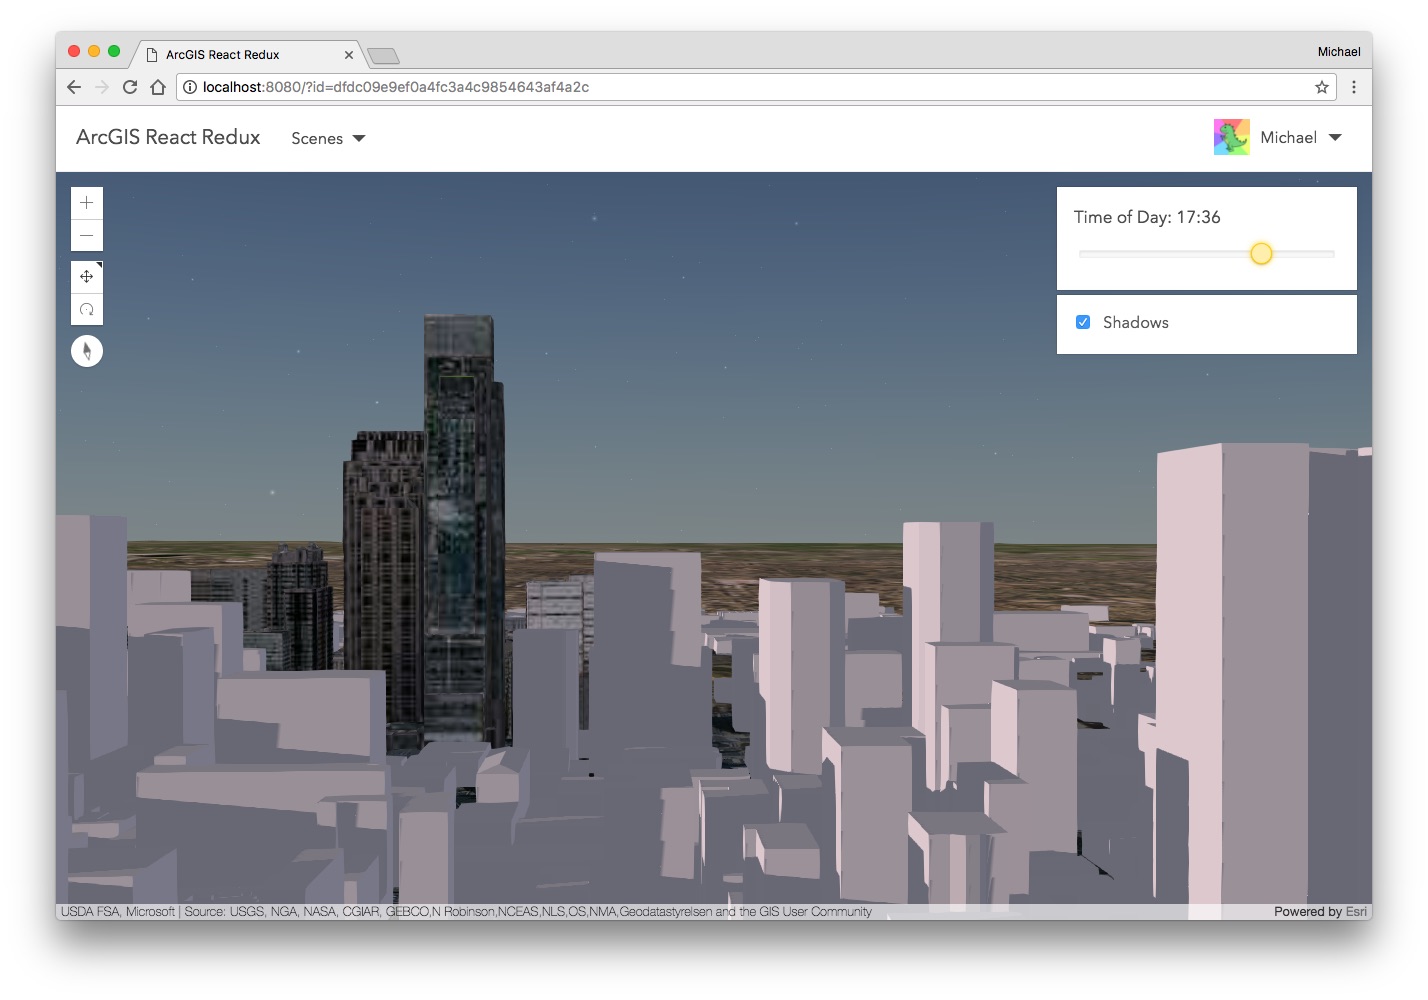 ArcGIS React Redux
Michael
localhost:8080/?id=dfdc09e9ef0a4fc3a4c9854643af4a2c
ArcGIS React Redux
Scenes
Michael
Time of Day: 17:36
Shadows
USDA FSA, Microsoft | Source: USGS, NGA, NASA, CGIAR, GEBCO,N Robinson,NCEAS,NLS,OS,NMA,Geodatastyrelsen and the GIS User Community
Powered by Esri